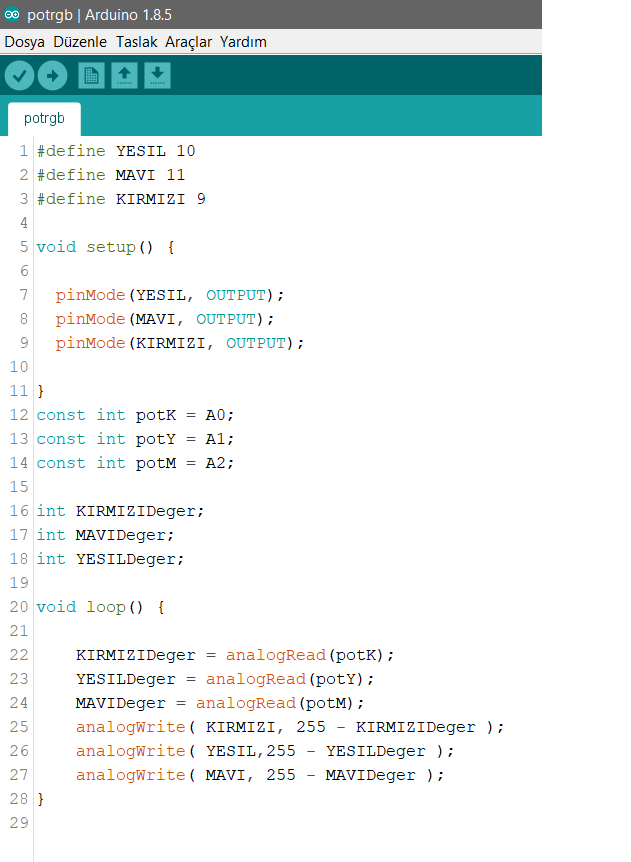 potrgb | Arduino 1.8.5
Dosya Düzenle Taslak Araçlar Yardım
potrgb
1 #define YESIL 10
2 #define MAVI 11
3 #define KIRMIZI 9
4
5 void setup() {
6
7   pinMode(YESIL, OUTPUT);
8   pinMode(MAVI, OUTPUT);
9   pinMode(KIRMIZI, OUTPUT);
10
11 }
12 const int potK = A0;
13 const int potY = A1;
14 const int potM = A2;
15
16 int KIRMIZIDeger;
17 int MAVIDeger;
18 int YESILDeger;
19
20 void loop() {
21
22     KIRMIZIDeger = analogRead(potK);
23     YESILDeger = analogRead(potY);
24     MAVIDeger = analogRead(potM);
25     analogWrite( KIRMIZI, 255 - KIRMIZIDeger );
26     analogWrite( YESIL,255 - YESILDeger );
27     analogWrite( MAVI, 255 - MAVIDeger );
28 }
29